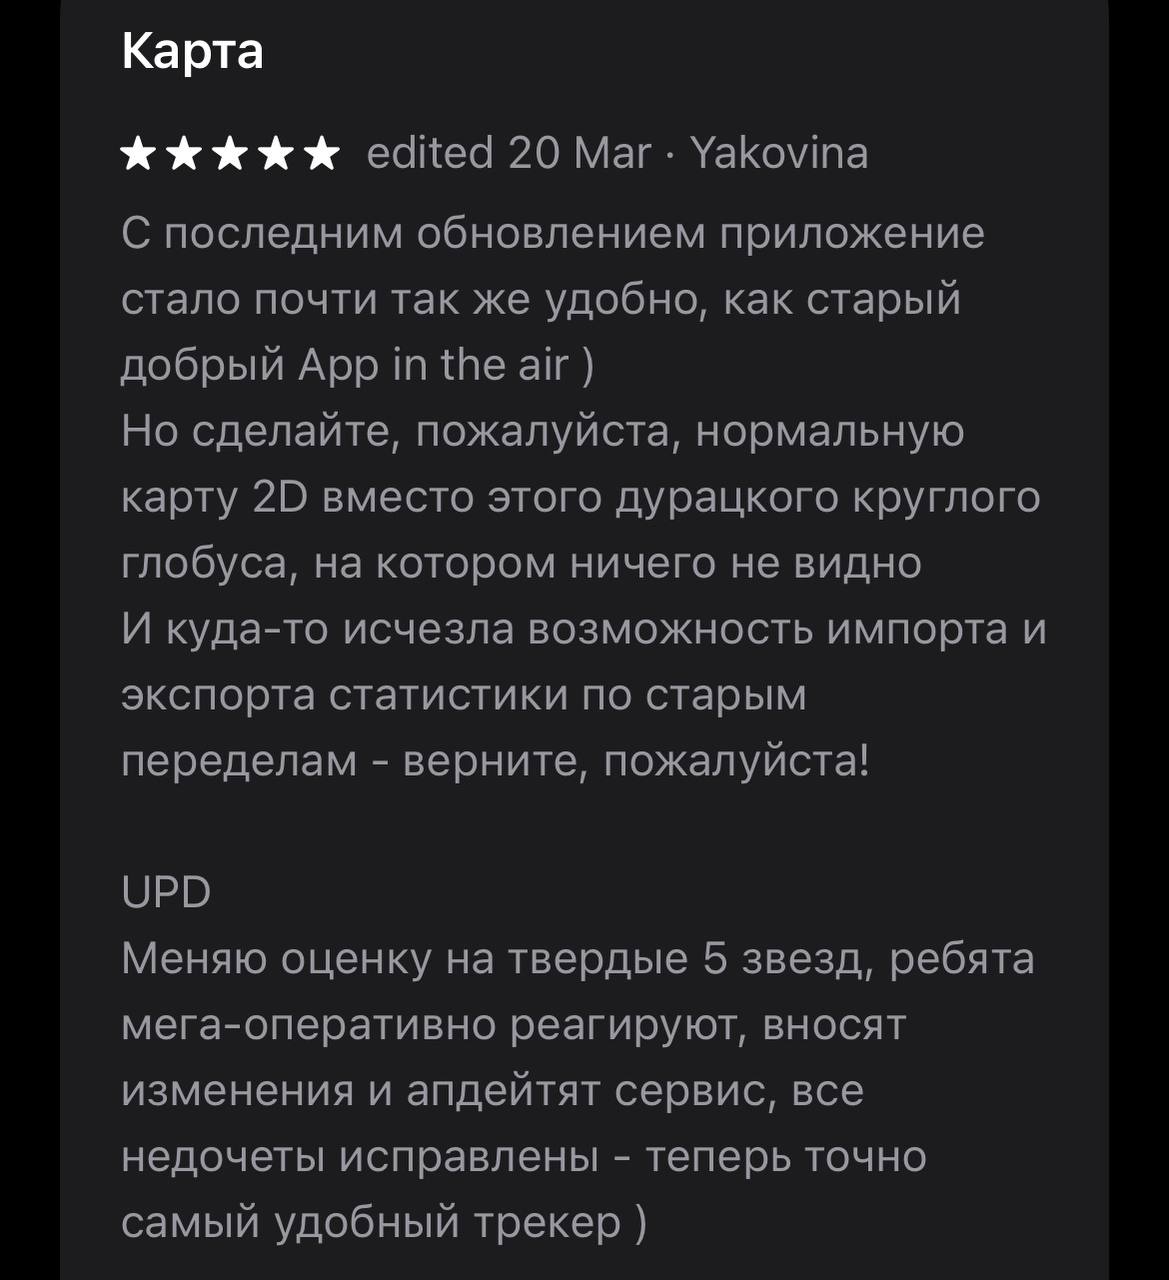 Карта
★★★★★ edited 20 Mar · Yakovina
С последним обновлением приложение
стало почти так же удобно, как старый
добрый App in the air )
Но сделайте, пожалуйста, нормальную
карту 2D вместо этого дурацкого круглого
глобуса, на котором ничего не видно
И куда-то исчезла возможность импорта и
экспорта статистики по старым
переделам - верните, пожалуйста!
UPD
Меняю оценку на твердые 5 звезд, ребята
мега-оперативно реагируют, вносят
изменения и апдейтят сервис, все
недочеты исправлены - теперь точно
самый удобный трекер )